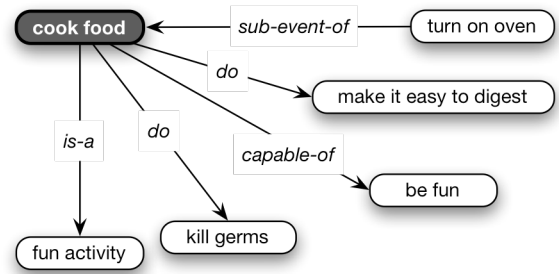 cook food
sub-event-of
turn on oven
do
make it easy to digest
is-a
do
capable-of
be fun
fun activity
kill germs